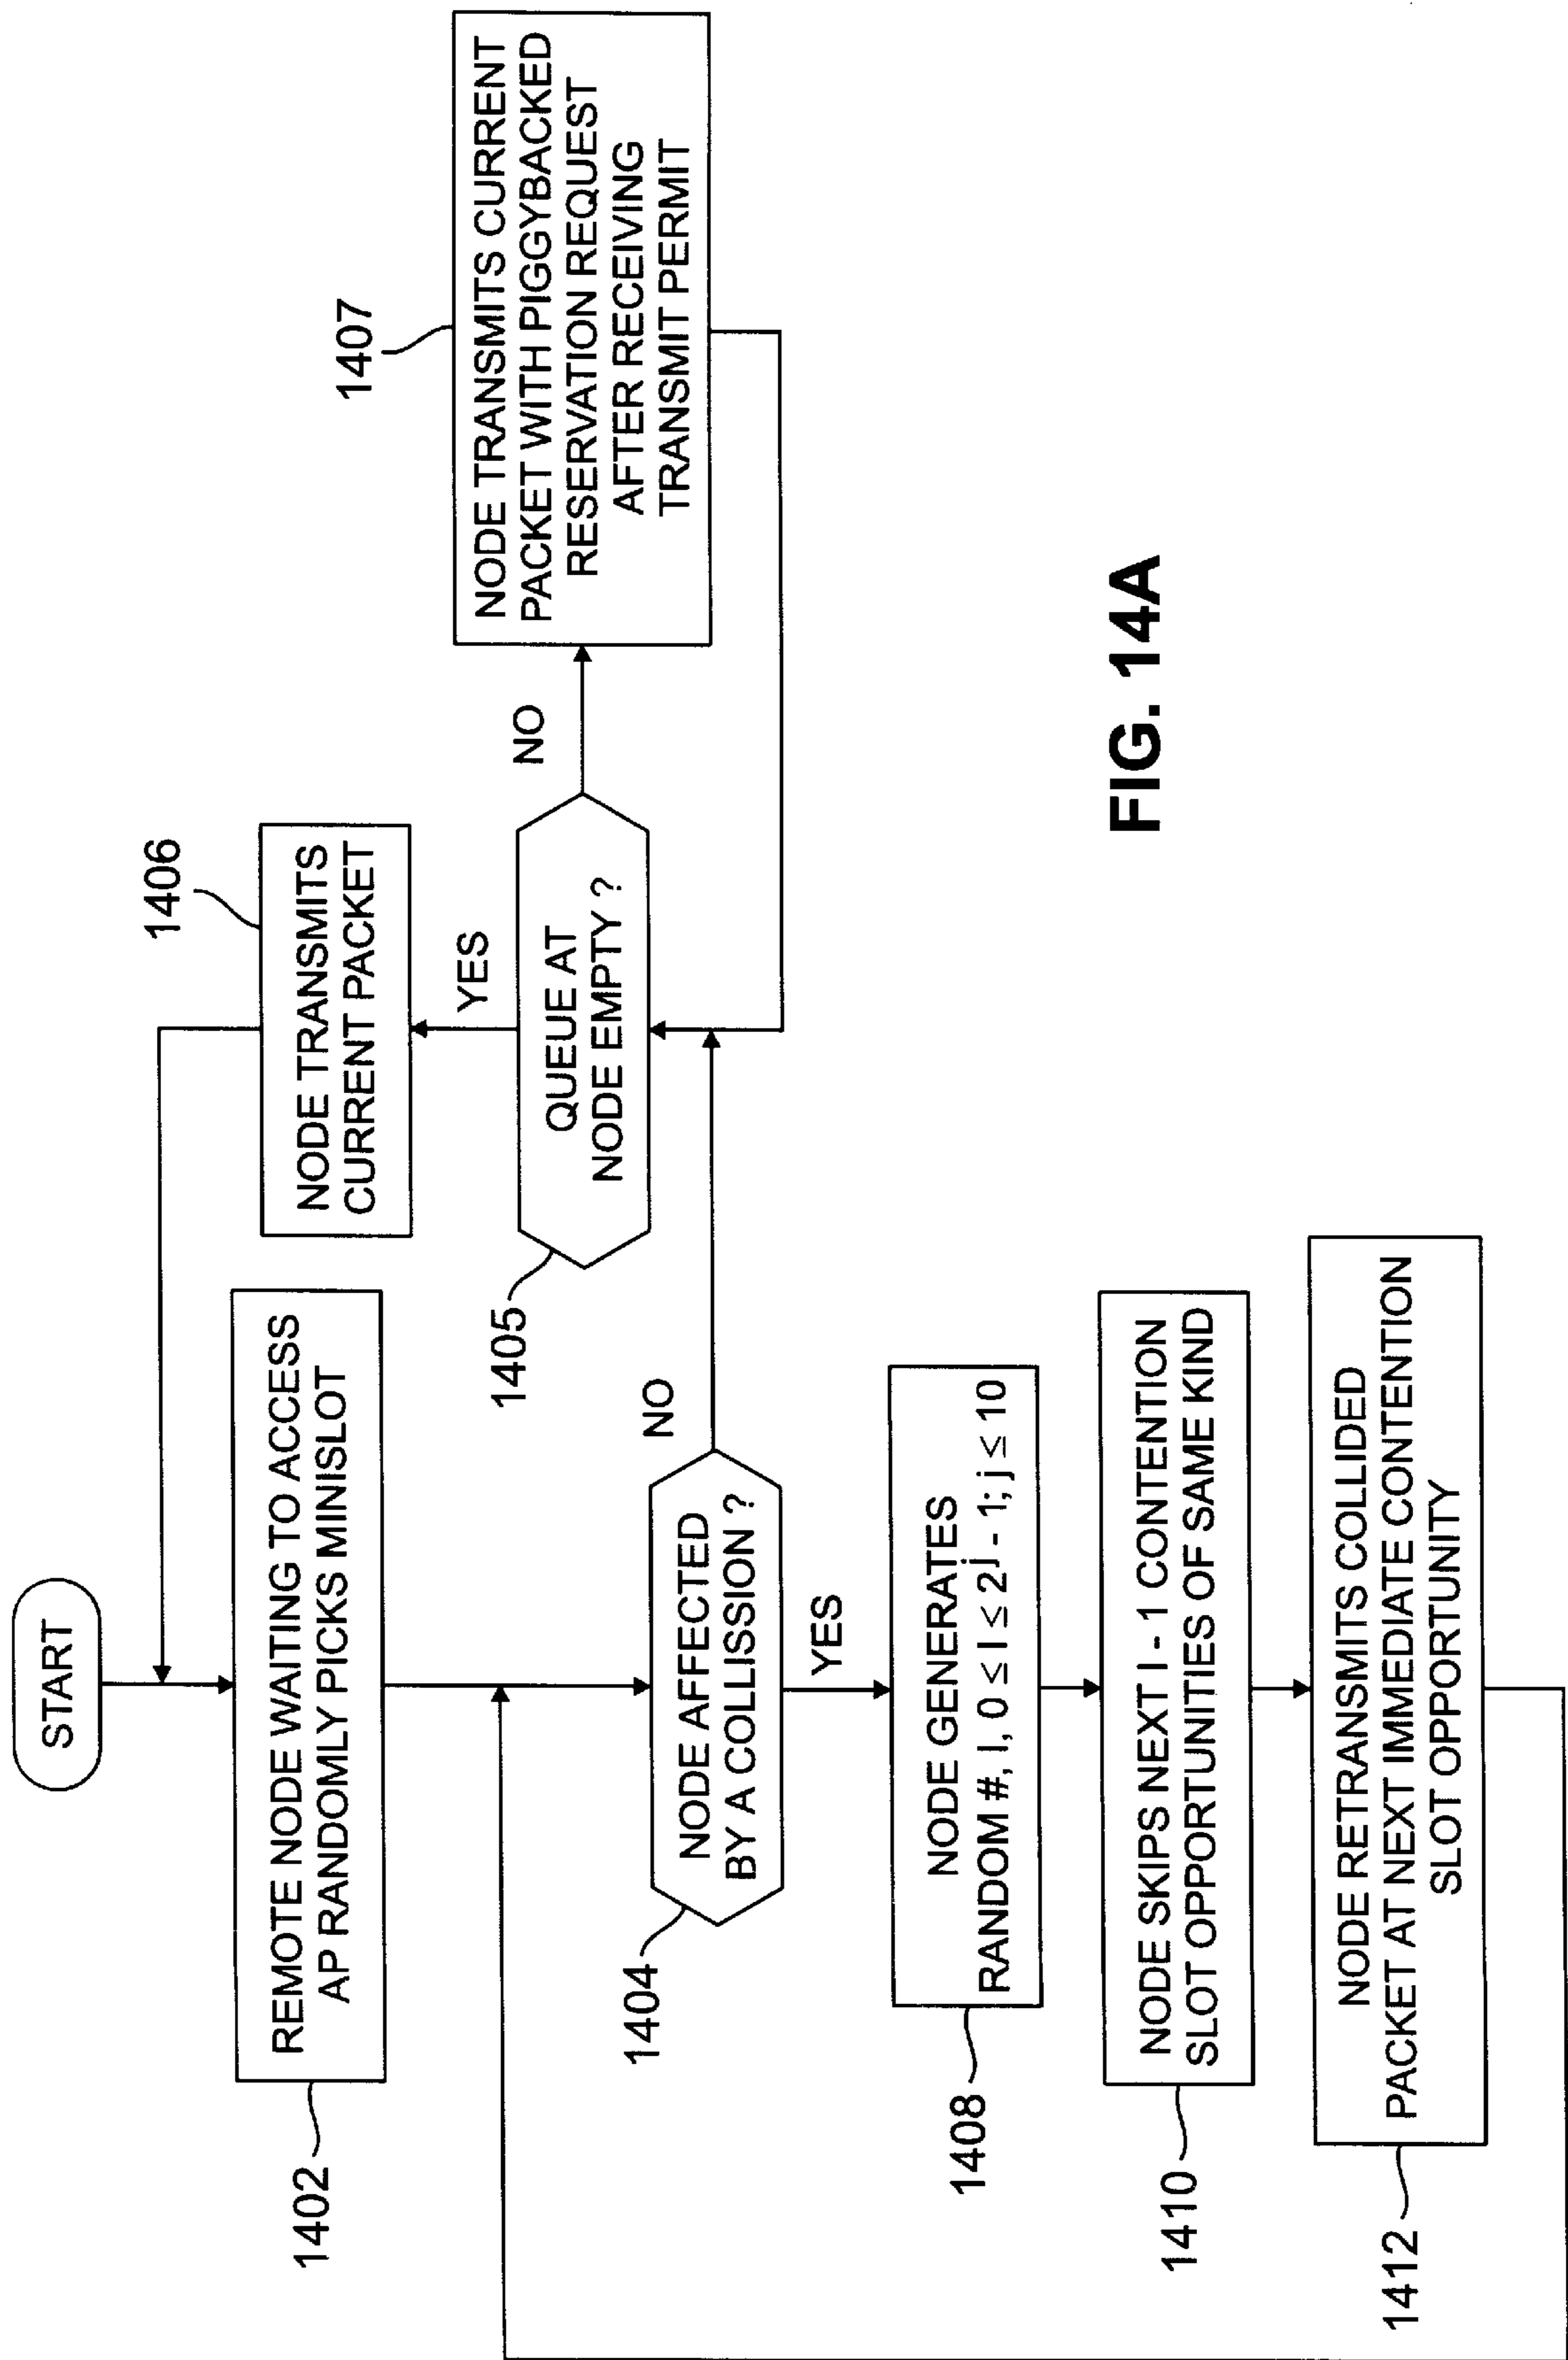 START
REMOTE NODE WAITING TO ACCESS
AP RANDOMLY PICKS MINISLOT
1402
NODE AFFECTED
BY A COLLISSION ?
1404
NO
YES
QUEUE AT
NODE EMPTY ?
1405
YES
NO
NODE TRANSMITS
CURRENT PACKET
1406
NODE TRANSMITS CURRENT
PACKET WITH PIGGYBACKED
RESERVATION REQUEST
AFTER RECEIVING
TRANSMIT PERMIT
1407
NODE GENERATES
RANDOM #, I, 0 ≤ I ≤ 2^j - 1; j ≤ 10
1408
NODE SKIPS NEXT I - 1 CONTENTION
SLOT OPPORTUNITIES OF SAME KIND
1410
NODE RETRANSMITS COLLIDED
PACKET AT NEXT IMMEDIATE CONTENTION
SLOT OPPORTUNITY
1412
FIG. 14A